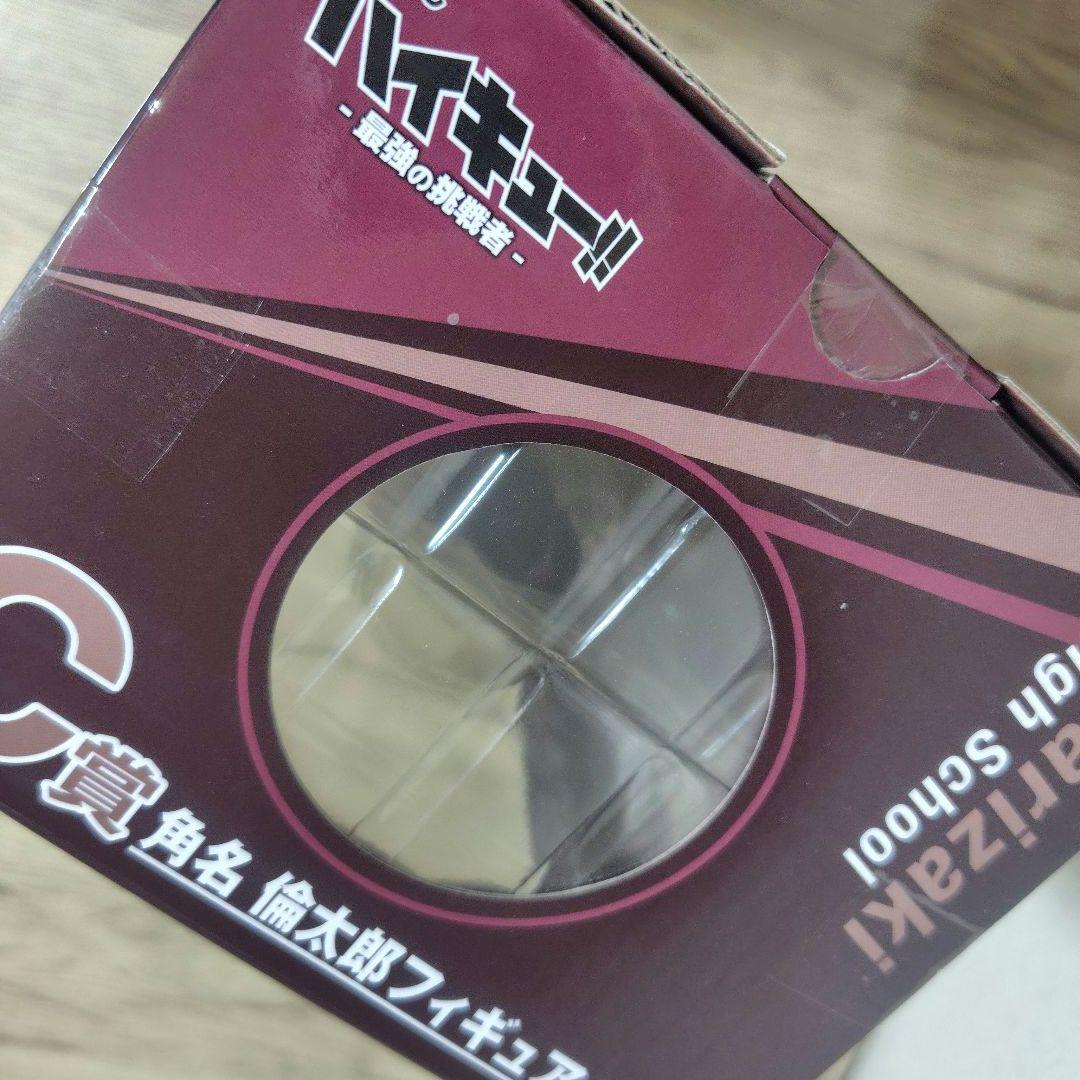 ハイキュー!!
-最強の挑戦者-
C賞
角名 倫太郎フィギュア
arizaki
igh School